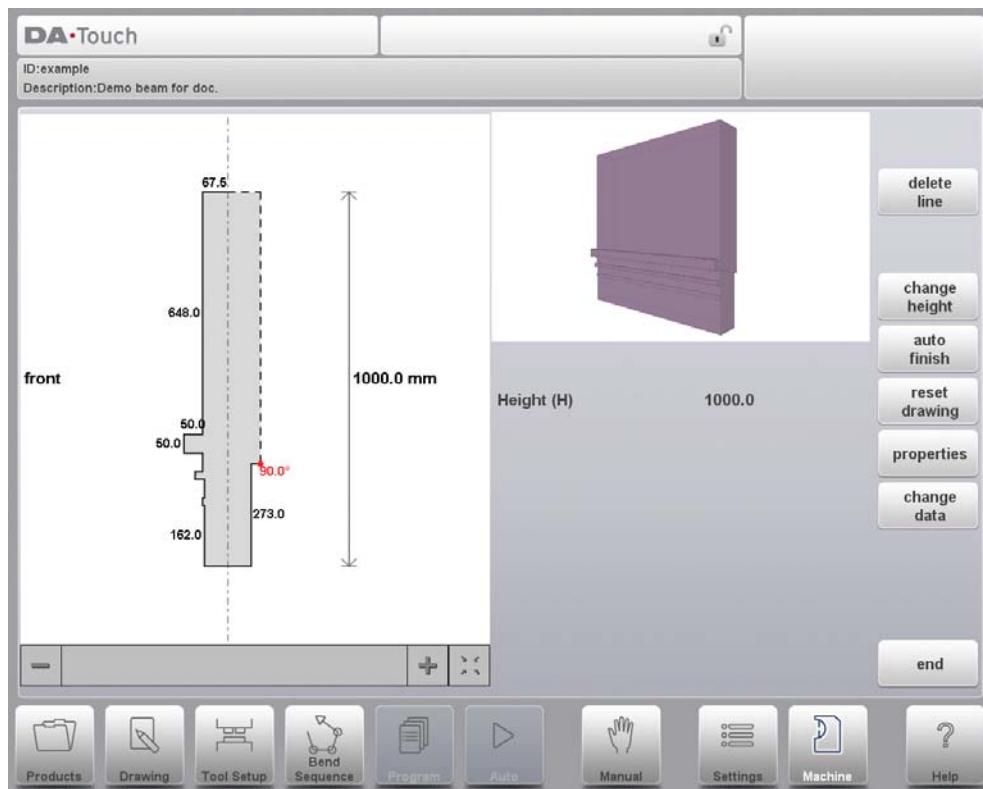 DA•Touch
ID:example
Description:Demo beam for doc.
67.5
648.0
front
1000.0 mm
50.0
50.0
90.0°
273.0
162.0
Height (H) 1000.0
delete
line
change
height
auto
finish
reset
drawing
properties
change
data
end
Products
Drawing
Tool Setup
Bend
Sequence
Program
Auto
Manual
Settings
Machine
Help